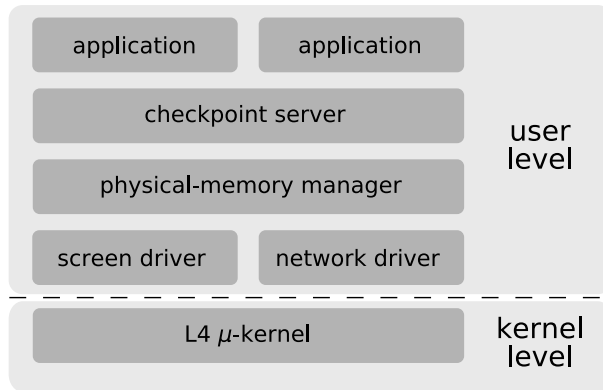 application application
checkpoint server
user
level
physical-memory manager
screen driver network driver
L4 μ-kernel
kernel
level